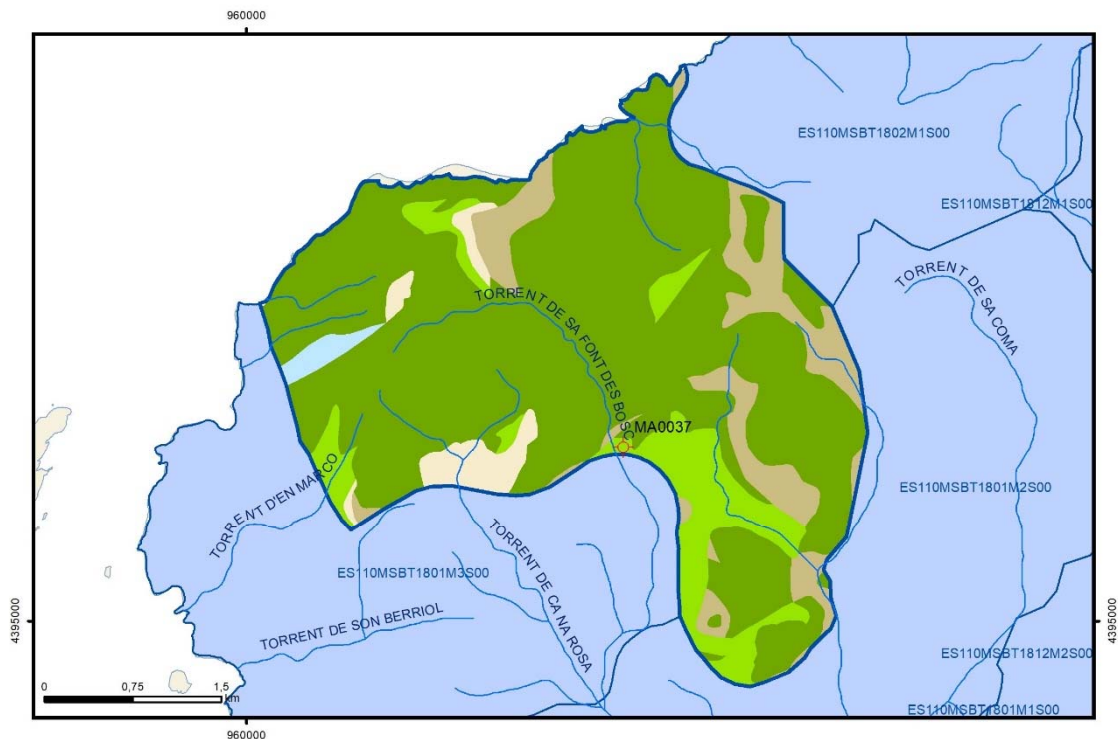 960000
ES110MSBT1802M1S00
ES110MSBT1812M1S00
TORRENT DE SA COMA
TORRENT DE SA FONT DES BOSC
MA0037
TORRENT D'EN MARCO
ES110MSBT1801M2S00
ES110MSBT1801M3S00
TORRENT DE CA NA ROSA
TORRENT DE SON BERRIOL
4395000
4395000
ES110MSBT1812M2S00
0 0,75 1,5
km
ES110MSBT1801M1S00
960000